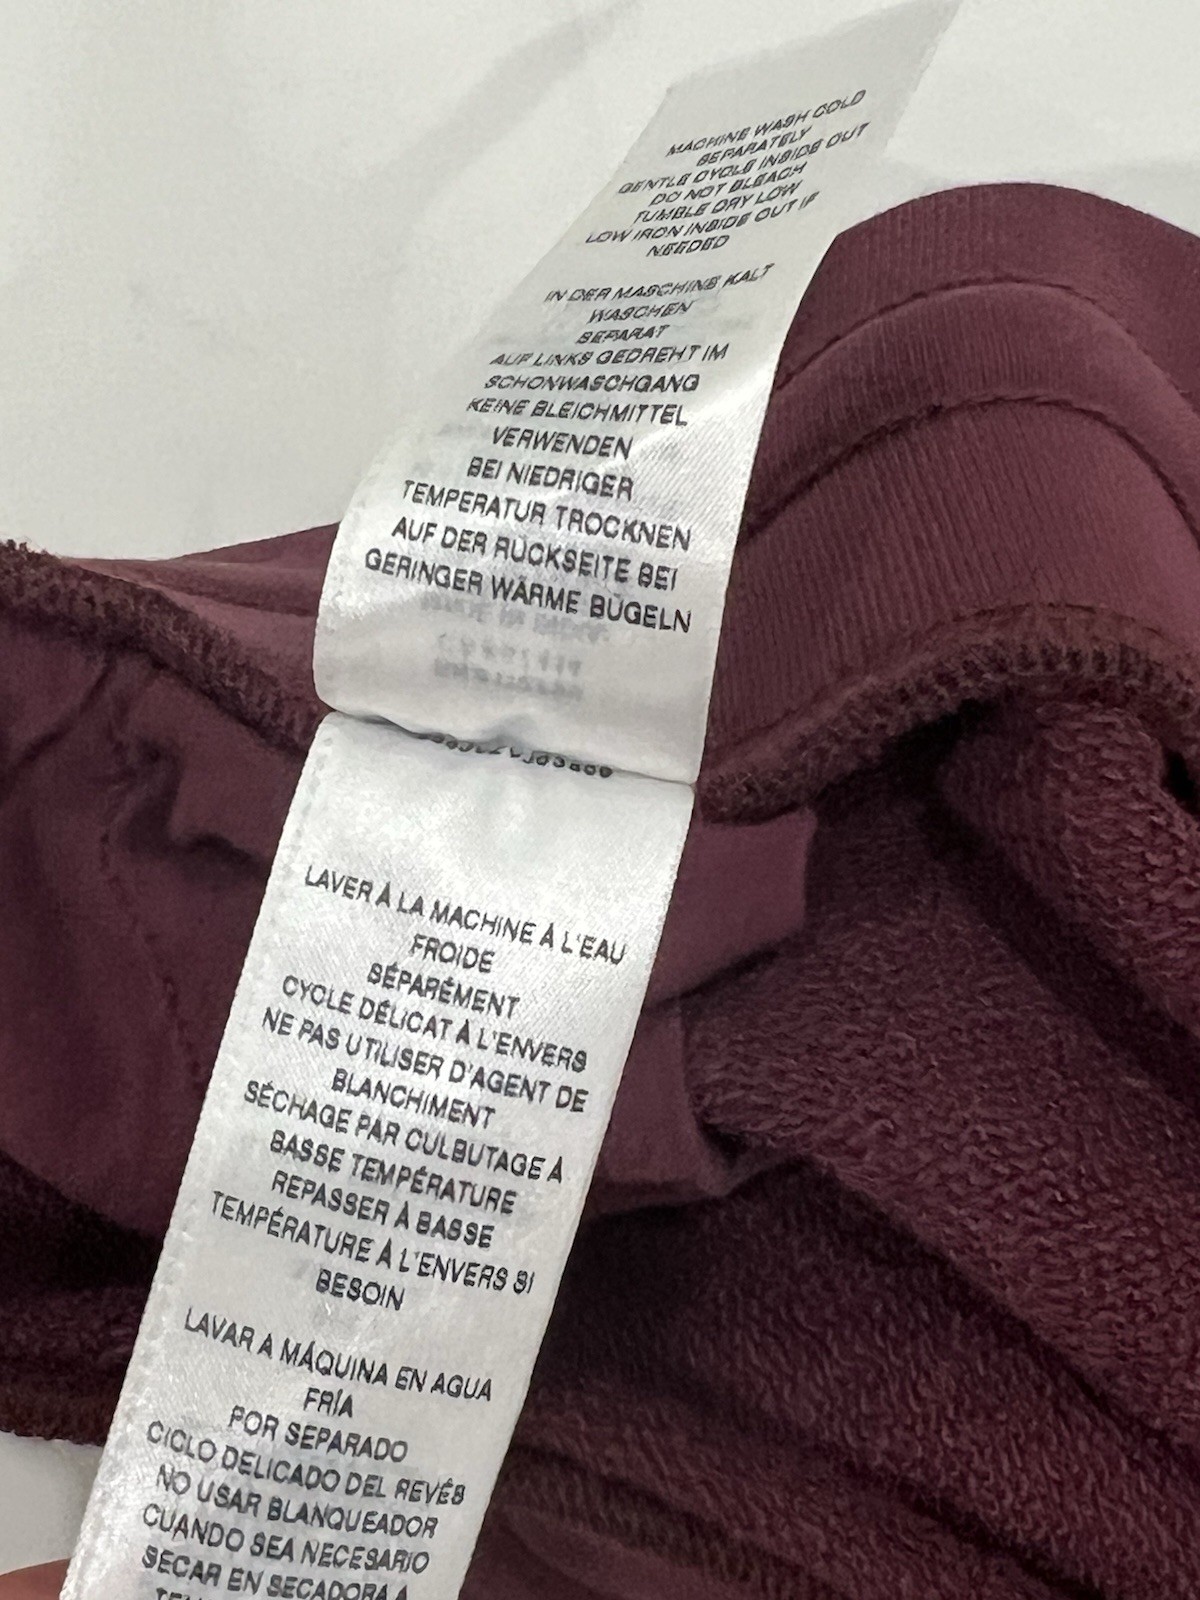 MACHINE WASH COLD
SEPARATELY
GENTLE CYCLE INSIDE OUT
DO NOT BLEACH
TUMBLE DRY LOW
LOW IRON INSIDE OUT IF
NEEDED
IN DER MASCHINE KALT
WASCHEN
SEPARAT
AUF LINKS GEDREHT IM
SCHONWASCHGANG
KEINE BLEICHMITTEL
VERWENDEN
BEI NIEDRIGER
TEMPERATUR TROCKNEN
AUF DER RÜCKSEITE BEI
GERINGER WÄRME BÜGELN
LAVER À LA MACHINE À L'EAU
FROIDE
SÉPARÉMENT
CYCLE DÉLICAT À L'ENVERS
NE PAS UTILISER D'AGENT DE
BLANCHIMENT
SÉCHAGE PAR CULBUTAGE À
BASSE TEMPÉRATURE
REPASSER À BASSE
TEMPÉRATURE À L'ENVERS SI
BESOIN
LAVAR A MÁQUINA EN AGUA
FRÍA
POR SEPARADO
CICLO DELICADO DEL REVÉS
NO USAR BLANQUEADOR
CUANDO SEA NECESARIO
SECAR EN SECADORA A